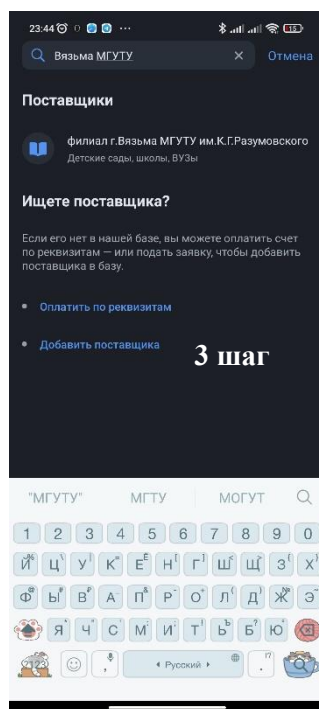 23:44
Вязьма МГУТУ
Отмена
Поставщики
филиал г.Вязьма МГУТУ им.К.Г.Разумовского
Детские сады, школы, ВУЗы
Ищете поставщика?
Если его нет в нашей базе, вы можете оплатить счет
по реквизитам — или подать заявку, чтобы добавить
поставщика в базу.
Оплатить по реквизитам
Добавить поставщика
3 шаг
"МГУТУ" МГТУ МОГУТ
1 2 3 4 5 6 7 8 9 0
Й Ц У К Е Н Г Ш Щ З Х
Ф Ы В А П Р О Л Д Ж Э
Я Ч С М И Т Ь Б Ю
?123 , Русский .